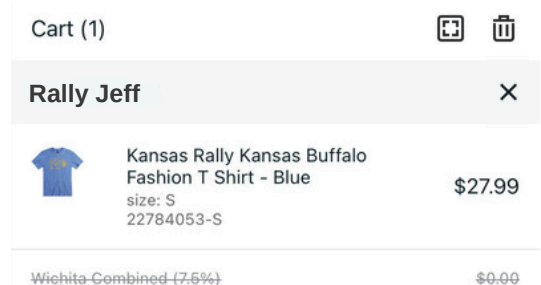 Cart (1)
Rally Jeff
Kansas Rally Kansas Buffalo
Fashion T Shirt - Blue
$27.99
size: S
22784053-S
Wichita Combined (7.5%)
$0.00